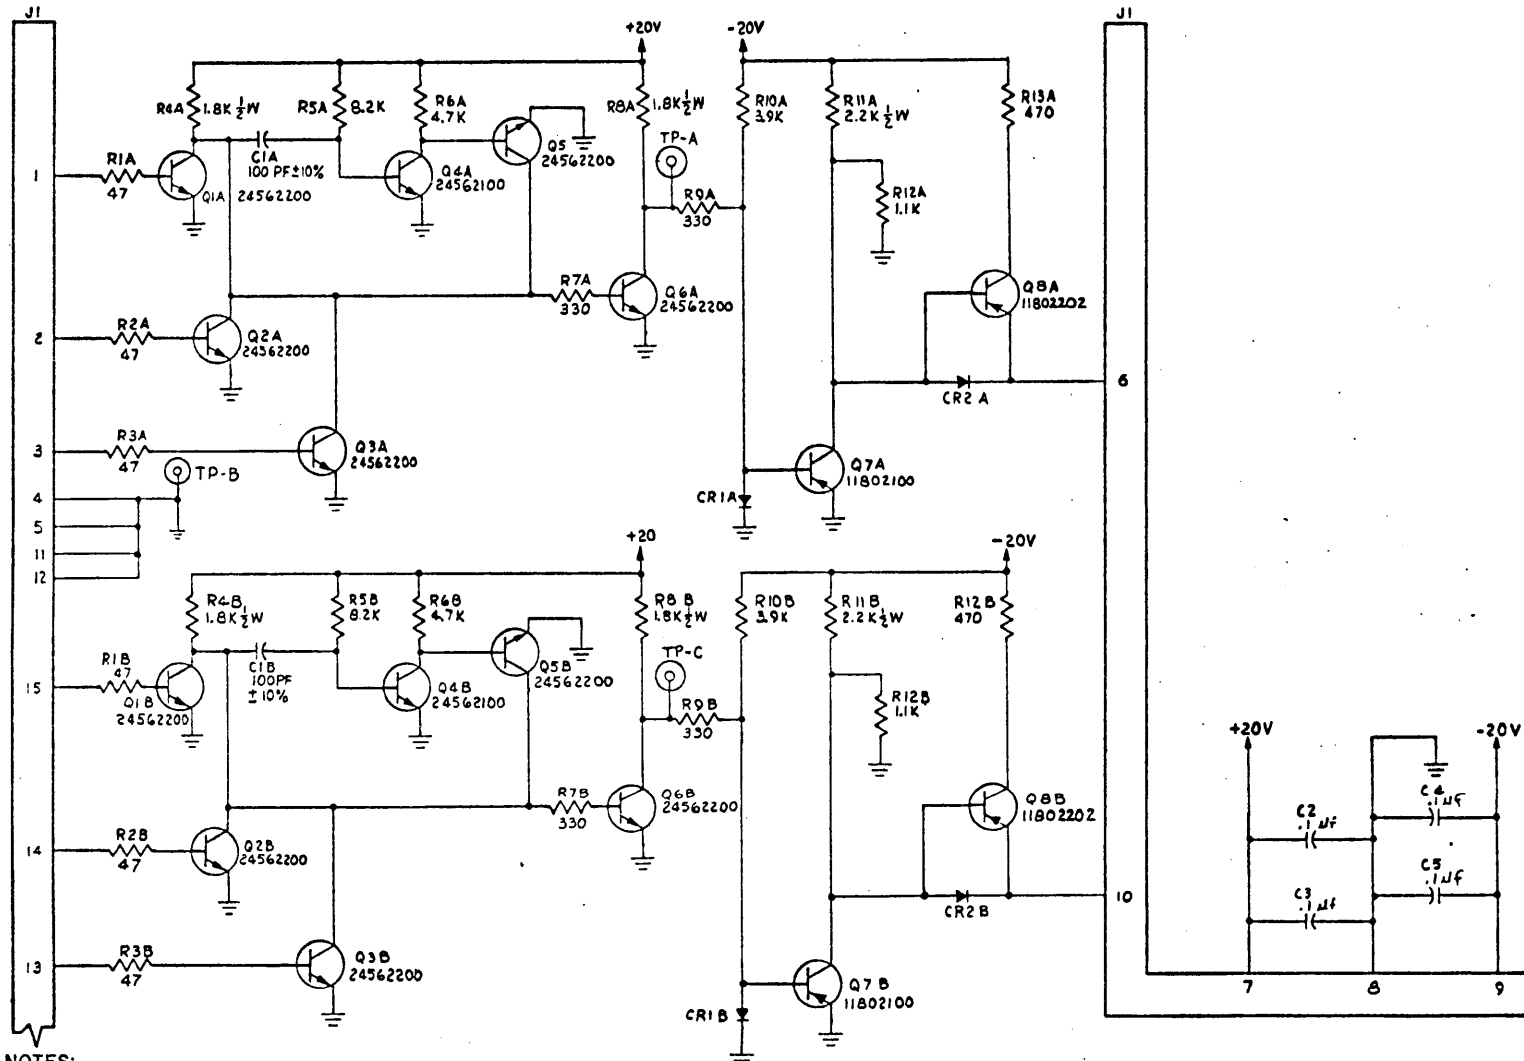 J1
J1
+20V
-20V
R4A
1.8K ½W
R5A
8.2K
R6A
4.7K
R8A
1.8K ½W
R10A
3.9K
R11A
2.2K ½W
R13A
470
C1A
100 PF ±10%
Q5
24562200
TP-A
1
R1A
47
Q1A
24562200
Q4A
24562100
R9A
330
R12A
1.1K
R7A
330
Q6A
24562200
Q8A
11802202
2
R2A
47
Q2A
24562200
6
CR2 A
3
R3A
47
Q3A
24562200
TP-B
Q7A
11802100
CR1A
4
5
11
12
+20
-20V
R4B
1.8K ½W
R5B
8.2K
R6B
4.7K
R8 B
1.8K ½W
R10B
3.9K
R11B
2.2K ½W
R12B
470
C1B
100PF
±10%
Q5B
24562200
TP-C
15
R1B
47
Q1B
24562200
Q4B
24562100
R9B
330
R12B
1.1K
+20V
-20V
R7B
330
Q6B
24562200
Q8B
11802202
C4
.1 µf
C2
.1 µf
14
R2B
47
Q2B
24562200
C5
.1 µf
10
CR2 B
C3
.1 µf
13
R3B
47
Q3B
24562200
Q7 B
11802100
CR1 B
7
8
9
NOTES: